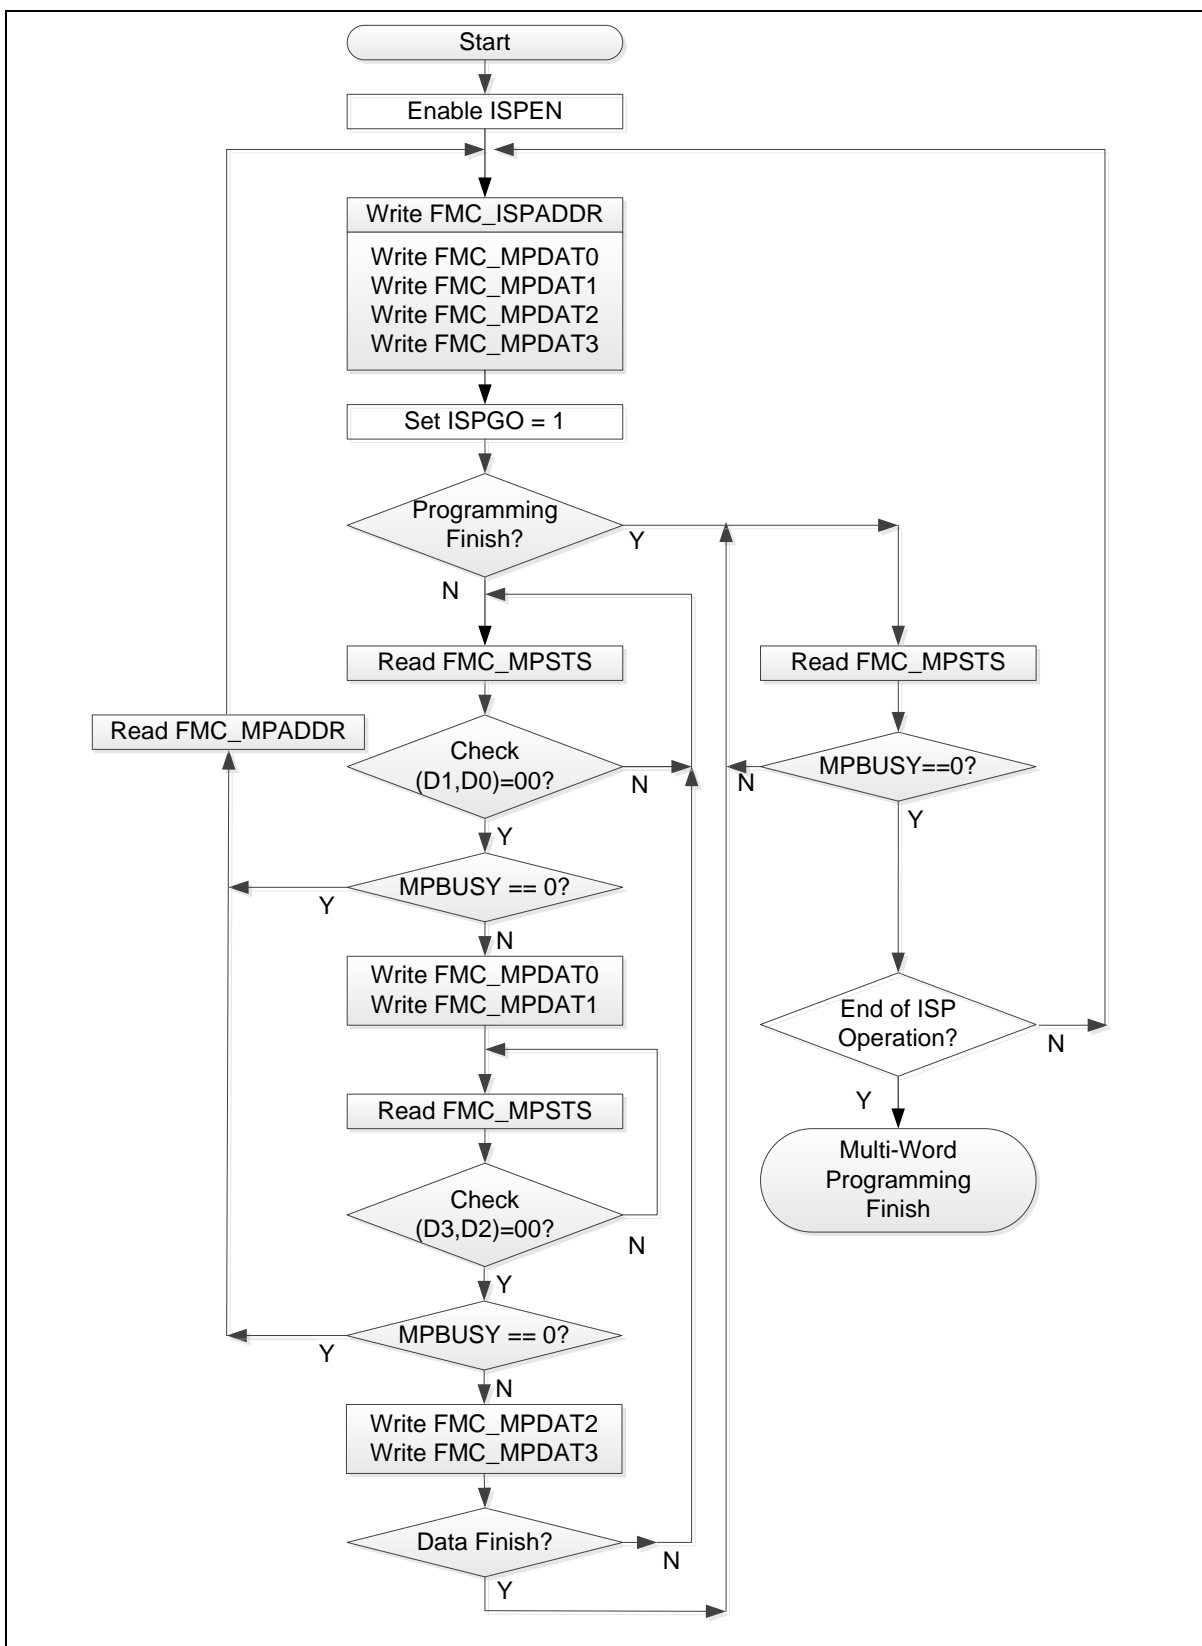 Start
Enable ISPEN
Write FMC_ISPADDR
Write FMC_MPDAT0
Write FMC_MPDAT1
Write FMC_MPDAT2
Write FMC_MPDAT3
Set ISPGO = 1
Programming
Finish?
Y
N
Read FMC_MPSTS
Read FMC_MPSTS
Read FMC_MPADDR
Check
(D1,D0)=00?
N
Y
MPBUSY==0?
N
Y
MPBUSY == 0?
Y
N
Write FMC_MPDAT0
Write FMC_MPDAT1
End of ISP
Operation?
N
Y
Read FMC_MPSTS
Check
(D3,D2)=00?
N
Y
Multi-Word
Programming
Finish
MPBUSY == 0?
Y
N
Write FMC_MPDAT2
Write FMC_MPDAT3
Data Finish?
N
Y